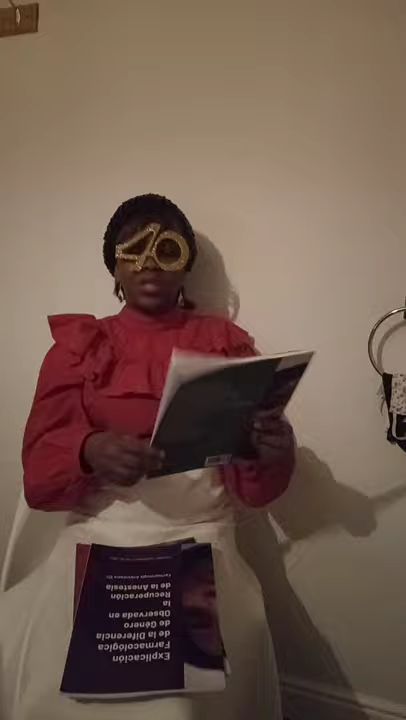 40
Explicación
Farmacológica
de la Diferencia
de Género
Observada en
la
Recuperación
de la Anestesia